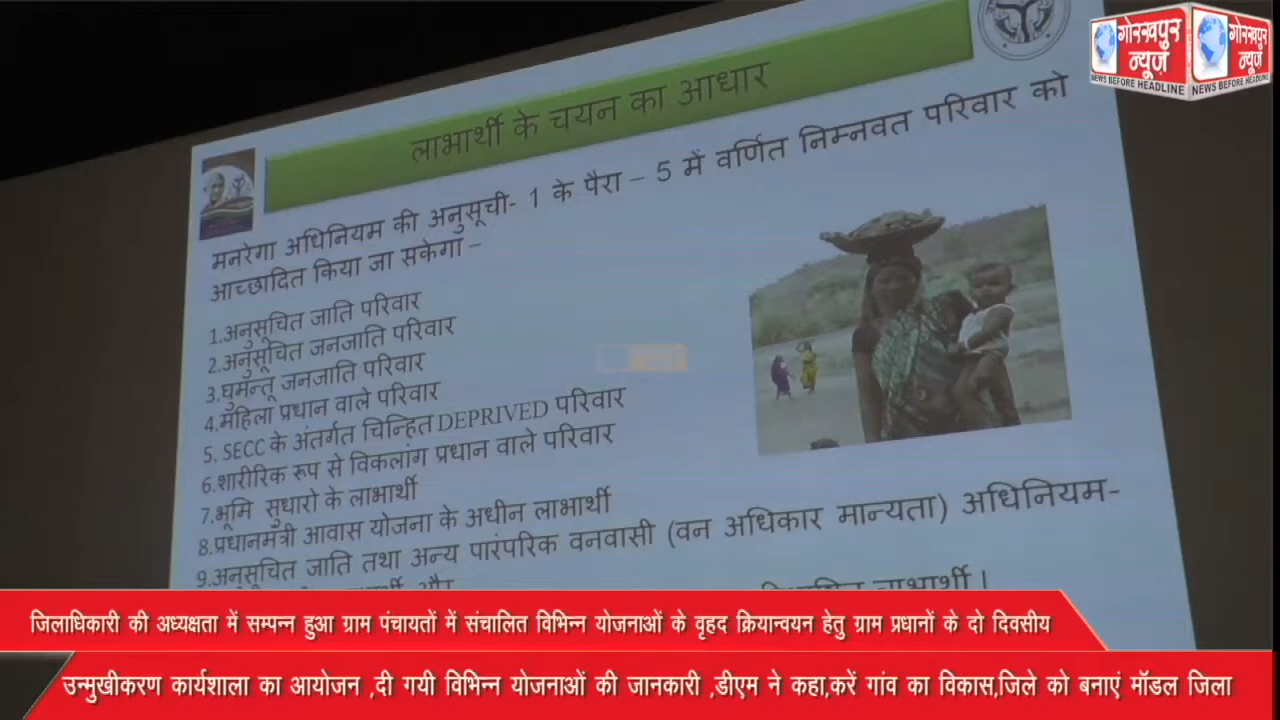 गोरखपुर न्यूज़
NEWS BEFORE HEADLINE
गोरखपुर न्यूज़
NEWS BEFORE HEADLINE
लाभार्थी के चयन का आधार
मनरेगा अधिनियम की अनुसूची- 1 के पैरा – 5 में वर्णित निम्नवत परिवार को
आच्छादित किया जा सकेगा –
1.अनुसूचित जाति परिवार
2.अनुसूचित जनजाति परिवार
3.घुमन्तू जनजाति परिवार
4.महिला प्रधान वाले परिवार
5. SECC के अंतर्गत चिन्हित DEPRIVED परिवार
6.शारीरिक रूप से विकलांग प्रधान वाले परिवार
7.भूमि सुधारो के लाभार्थी
8.प्रधानमंत्री आवास योजना के अधीन लाभार्थी
9.अनुसूचित जाति तथा अन्य पारंपरिक वनवासी (वन अधिकार मान्यता) अधिनियम-
लाभार्थी।
जिलाधिकारी की अध्यक्षता में सम्पन्न हुआ ग्राम पंचायतों में संचालित विभिन्न योजनाओं के वृहद क्रियान्वयन हेतु ग्राम प्रधानों के दो दिवसीय
उन्मुखीकरण कार्यशाला का आयोजन ,दी गयी विभिन्न योजनाओं की जानकारी ,डीएम ने कहा,करें गांव का विकास,जिले को बनाएं मॉडल जिला